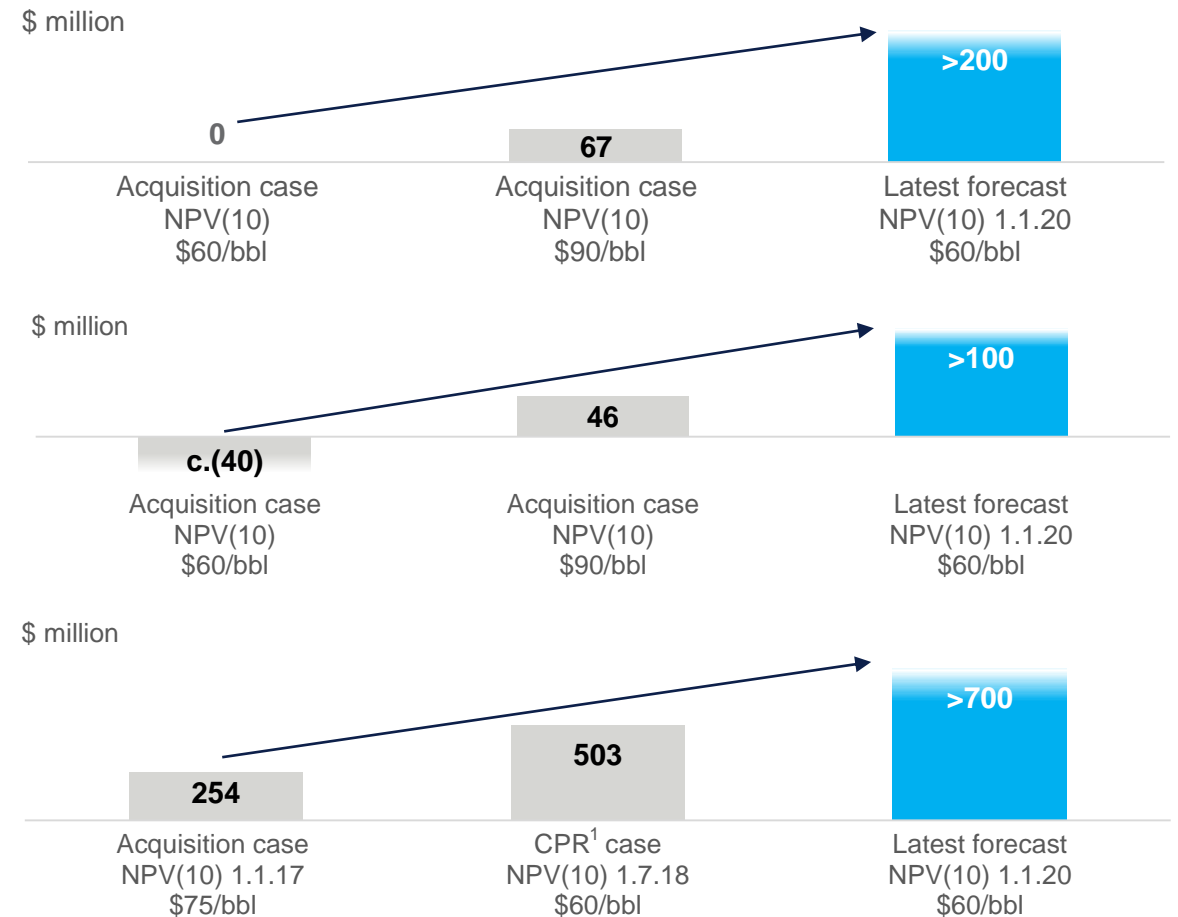 $ million
>200
0
67
Acquisition case
NPV(10)
$60/bbl
Acquisition case
NPV(10)
$90/bbl
Latest forecast
NPV(10) 1.1.20
$60/bbl
$ million
>100
46
c.(40)
Acquisition case
NPV(10)
$60/bbl
Acquisition case
NPV(10)
$90/bbl
Latest forecast
NPV(10) 1.1.20
$60/bbl
$ million
>700
503
254
Acquisition case
NPV(10) 1.1.17
$75/bbl
CPR¹ case
NPV(10) 1.7.18
$60/bbl
Latest forecast
NPV(10) 1.1.20
$60/bbl